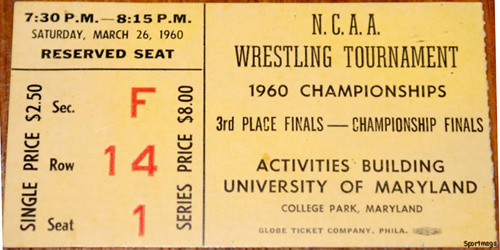 7:30 P.M. — 8:15 P.M.
SATURDAY, MARCH 26, 1960
RESERVED SEAT
SINGLE PRICE $2.50
Sec. F
Row 14
Seat 1
SERIES PRICE $8.00
N.C.A.A.
WRESTLING TOURNAMENT
1960 CHAMPIONSHIPS
3rd PLACE FINALS — CHAMPIONSHIP FINALS
ACTIVITIES BUILDING
UNIVERSITY OF MARYLAND
COLLEGE PARK, MARYLAND
GLOBE TICKET COMPANY, PHILA.
Sportmags